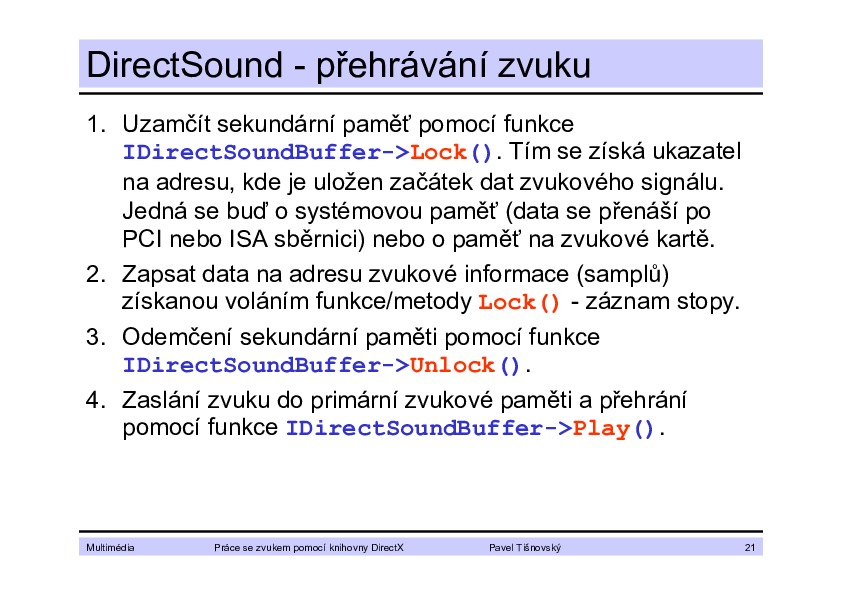 DirectSound - přehrávání zvuku
1. Uzamčít sekundární paměť pomocí funkce
IDirectSoundBuffer->Lock(). Tím se získá ukazatel
na adresu, kde je uložen začátek dat zvukového signálu.
Jedná se buď o systémovou paměť (data se přenáší po
PCI nebo ISA sběrnici) nebo o paměť na zvukové kartě.
2. Zapsat data na adresu zvukové informace (samplů)
získanou voláním funkce/metody Lock() - záznam stopy.
3. Odemčení sekundární paměti pomocí funkce
IDirectSoundBuffer->Unlock().
4. Zaslání zvuku do primární zvukové paměti a přehrání
pomocí funkce IDirectSoundBuffer->Play().
Multimédia Práce se zvukem pomocí knihovny DirectX Pavel Tišnovský 21